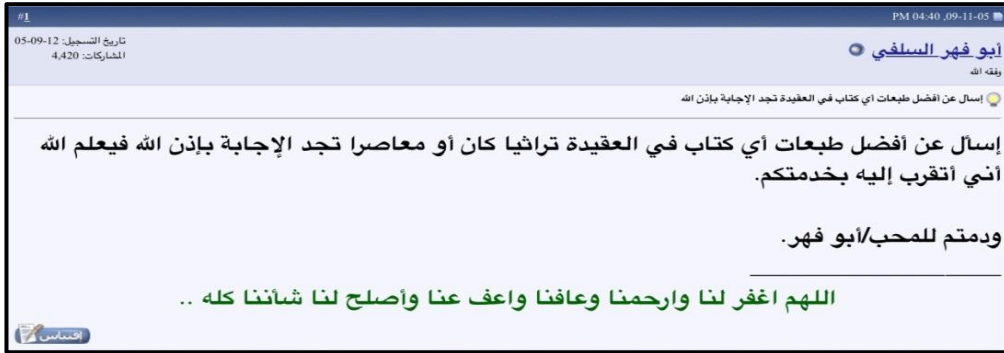 #1
PM 04:40 ,09-11-05
تاريخ التسجيل: 12-09-05
المشاركات: 4,420
أبو فهر السلفي
وفقه الله
إسأل عن أفضل طبعات أي كتاب في العقيدة تجد الإجابة بإذن الله
إسأل عن أفضل طبعات أي كتاب في العقيدة تراثيا كان أو معاصرا تجد الإجابة بإذن الله فيعلم الله
أني أتقرب إليه بخدمتكم.
ودمتم للمحب/أبو فهر.
اللهم اغفر لنا وارحمنا وعافنا واعف عنا وأصلح لنا شأننا كله ..
اقتباس